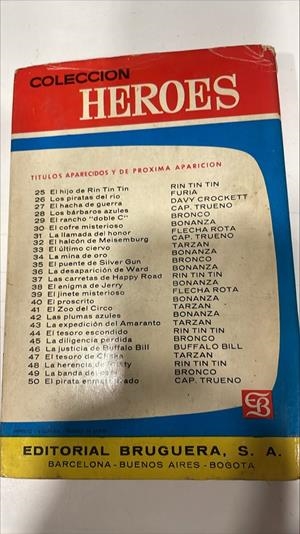 COLECCION
HEROES
TITULOS APARECIDOS Y DE PROXIMA APARICION
25 El hijo de Rin Tin Tin RIN TIN TIN
26 Los piratas del río FURIA
27 El hacha de guerra DAVY CROCKETT
28 Los bárbaros azules CAP. TRUENO
29 El rancho "doble C" BRONCO
30 El cofre misterioso BONANZA
31 La llamada del honor FLECHA ROTA
32 El halcón de Meisemburg CAP. TRUENO
33 El último ciervo TARZAN
34 La mina de oro BONANZA
35 El puente de Silver Gun BRONCO
36 La desaparición de Ward BONANZA
37 Las carretas de Happy Road RIN TIN TIN
38 El enigma de Jerry BONANZA
39 El jinete misterioso FLECHA ROTA
40 El proscrito BONANZA
41 El Zoo del Circo TARZAN
42 Las plumas azules BONANZA
43 La expedición del Amaranto TARZAN
44 El tesoro escondido RIN TIN TIN
45 La diligencia perdida BRONCO
46 La justicia de Buffalo Bill BUFFALO BILL
47 El tesoro de TARZAN
48 La herencia de RIN TIN TIN
49 La banda del BRONCO
50 El pirata CAP. TRUENO
EB
EDITORIAL BRUGUERA, S. A.
BARCELONA - BUENOS AIRES - BOGOTA